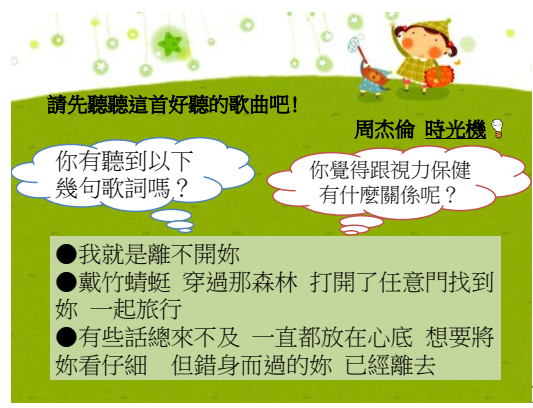 請先聽聽這首好聽的歌曲吧!
周杰倫 時光機
你有聽到以下
幾句歌詞嗎？
你覺得跟視力保健
有什麼關係呢？
●我就是離不開妳
●戴竹蜻蜓 穿過那森林 打開了任意門找到
妳 一起旅行
●有些話總來不及 一直都放在心底 想要將
妳看仔細 但錯身而過的妳 已經離去